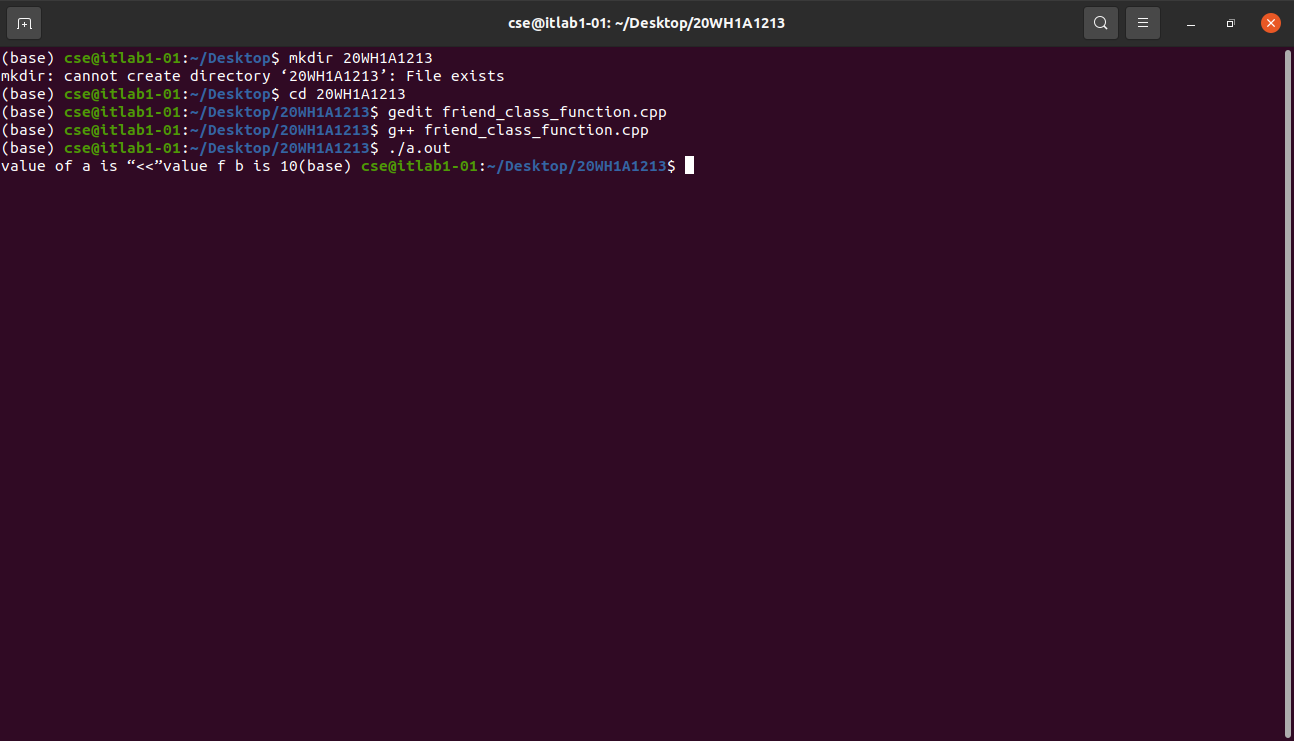 cse@itlab1-01: ~/Desktop/20WH1A1213
(base) cse@itlab1-01:~/Desktop$ mkdir 20WH1A1213
mkdir: cannot create directory ‘20WH1A1213’: File exists
(base) cse@itlab1-01:~/Desktop$ cd 20WH1A1213
(base) cse@itlab1-01:~/Desktop/20WH1A1213$ gedit friend_class_function.cpp
(base) cse@itlab1-01:~/Desktop/20WH1A1213$ g++ friend_class_function.cpp
(base) cse@itlab1-01:~/Desktop/20WH1A1213$ ./a.out
value of a is “<<”value f b is 10(base) cse@itlab1-01:~/Desktop/20WH1A1213$